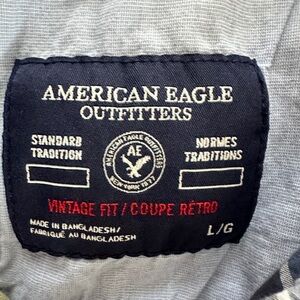 AMERICAN EAGLE
OUTFITTERS
STANDARD
TRADITION
AE
AMERICAN EAGLE OUTFITTERS
NEW YORK 1977
NORMES
TRADITIONS
VINTAGE FIT / COUPE RÉTRO
MADE IN BANGLADESH /
FABRIQUÉ AU BANGLADESH
L/G